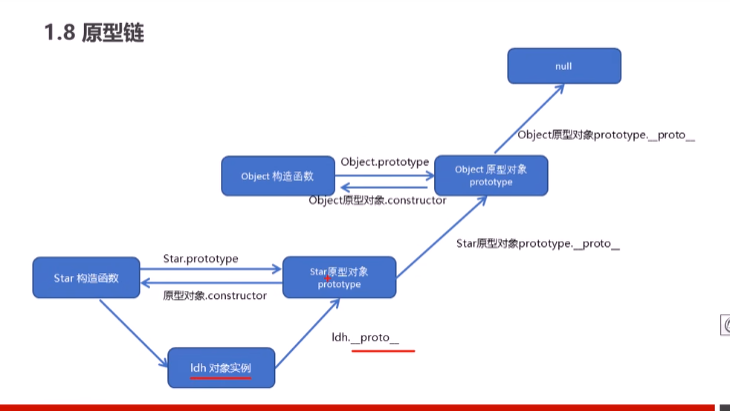 1.8 原型链
null
Object原型对象prototype.__proto__
Object.prototype
Object 构造函数
Object 原型对象
prototype
Object原型对象.constructor
Star原型对象prototype.__proto__
Star.prototype
Star 构造函数
Star原型对象
prototype
原型对象.constructor
ldh.__proto__
ldh 对象实例